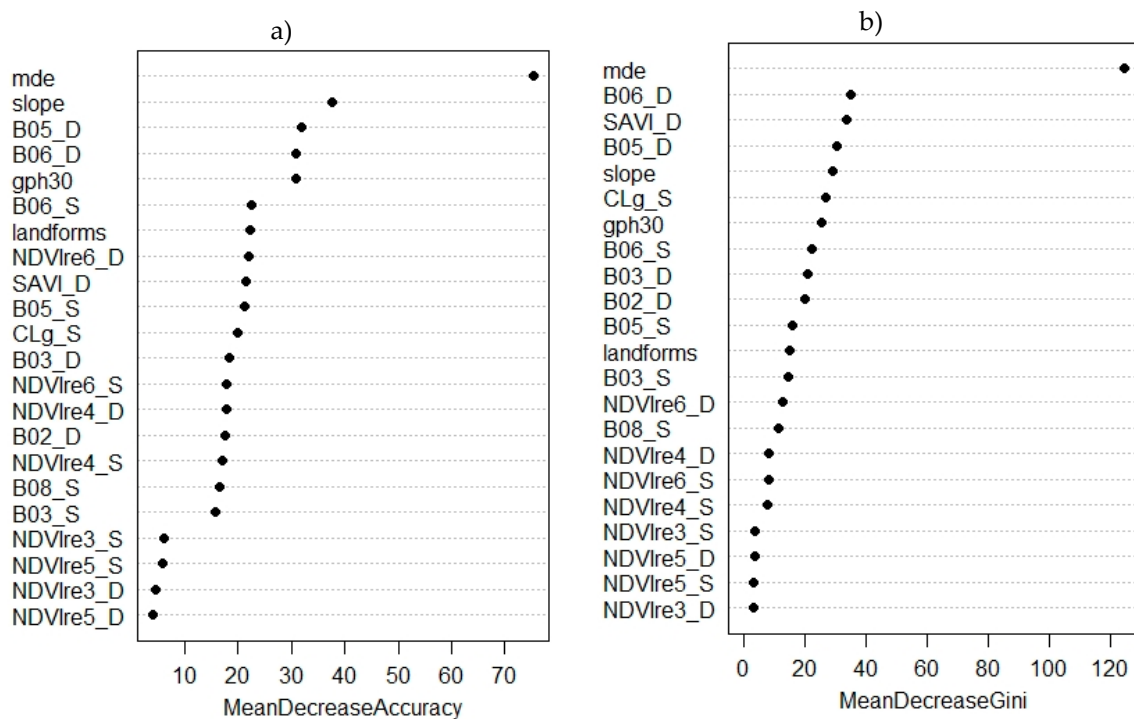 a)
mde
slope
B05_D
B06_D
gph30
B06_S
landforms
NDVIre6_D
SAVI_D
B05_S
CLg_S
B03_D
NDVIre6_S
NDVIre4_D
B02_D
NDVIre4_S
B08_S
B03_S
NDVIre3_S
NDVIre5_S
NDVIre3_D
NDVIre5_D
10 20 30 40 50 60 70
MeanDecreaseAccuracy
b)
mde
B06_D
SAVI_D
B05_D
slope
CLg_S
gph30
B06_S
B03_D
B02_D
B05_S
landforms
B03_S
NDVIre6_D
B08_S
NDVIre4_D
NDVIre6_S
NDVIre4_S
NDVIre3_S
NDVIre5_D
NDVIre5_S
NDVIre3_D
0 20 40 60 80 100 120
MeanDecreaseGini